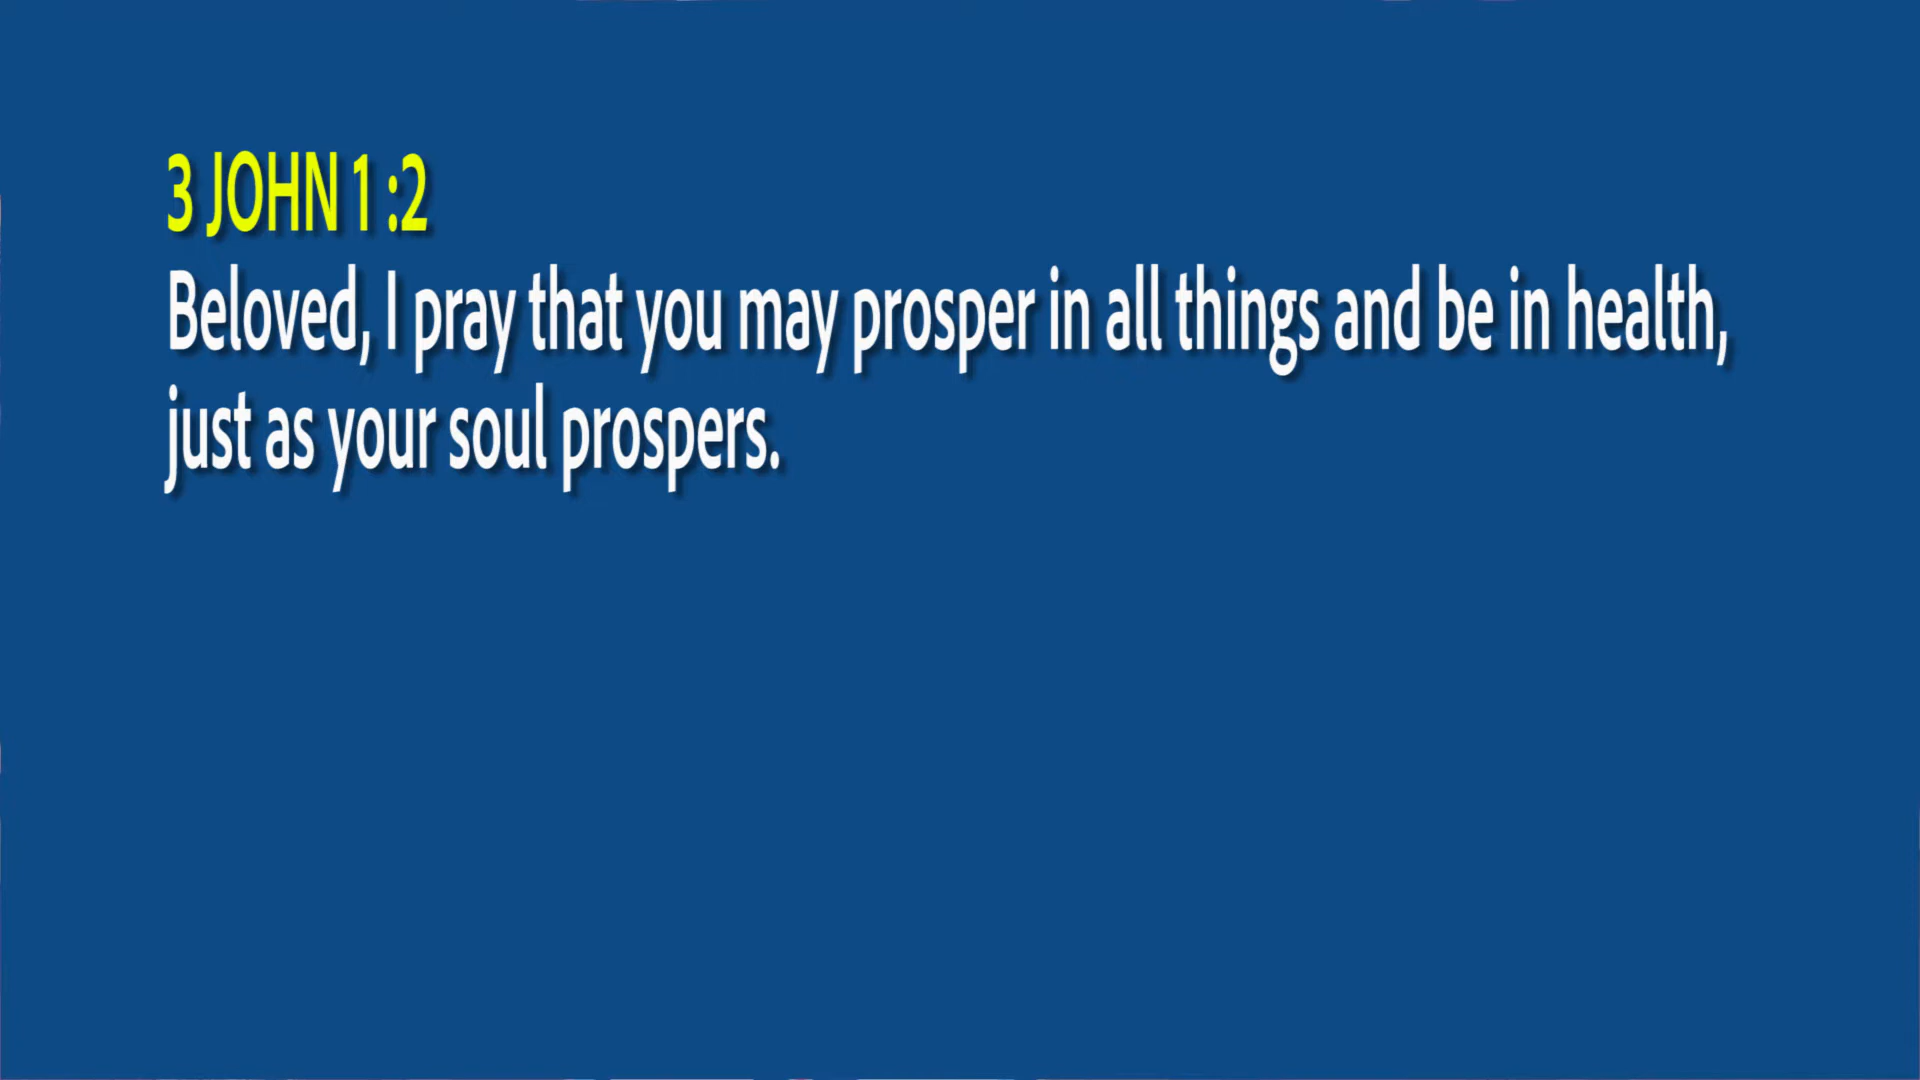 3 JOHN 1 :2
Beloved, I pray that you may prosper in all things and be in health,
just as your soul prospers.